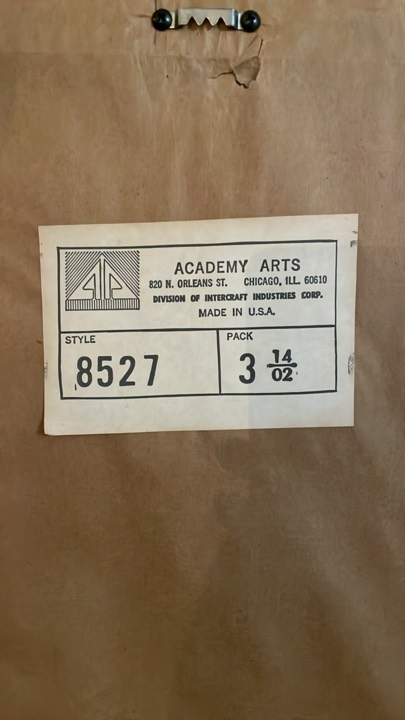 ACADEMY ARTS
820 N. ORLEANS ST. CHICAGO, ILL. 60610
DIVISION OF INTERCRAFT INDUSTRIES CORP.
MADE IN U.S.A.
STYLE
8527
PACK
3 14/02